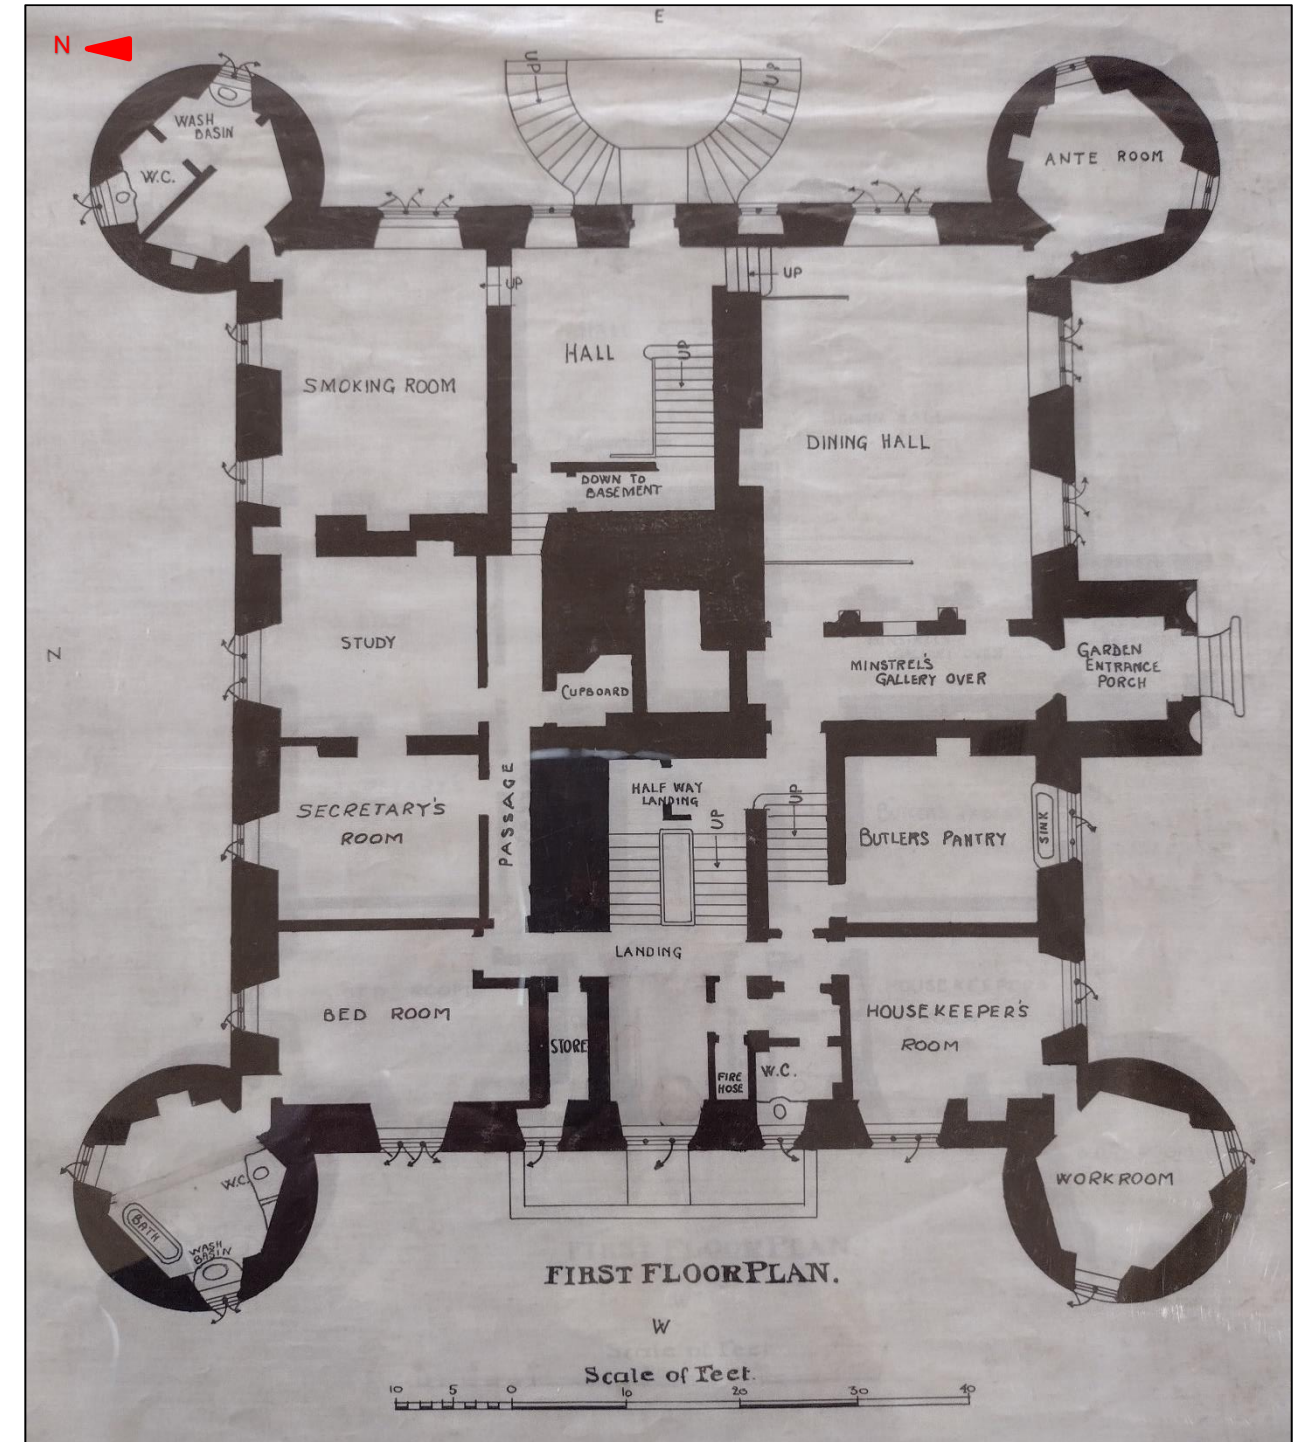 E
N
UP
UP
WASH
BASIN
W.C.
ANTE ROOM
UP
UP
HALL
UP
SMOKING ROOM
DINING HALL
DOWN TO
BASEMENT
STUDY
N
CUPBOARD
MINSTREL'S
GALLERY OVER
GARDEN
ENTRANCE
PORCH
SECRETARY'S
ROOM
PASSAGE
HALF WAY
LANDING
UP
UP
BUTLERS PANTRY
SINK
LANDING
BED ROOM
STORE
FIRE
HOSE
W.C.
HOUSEKEEPER'S
ROOM
W.C.
BATH
WASH
BASIN
WORKROOM
FIRST FLOOR PLAN.
W
Scale of Feet.
10 5 0 10 20 30 40